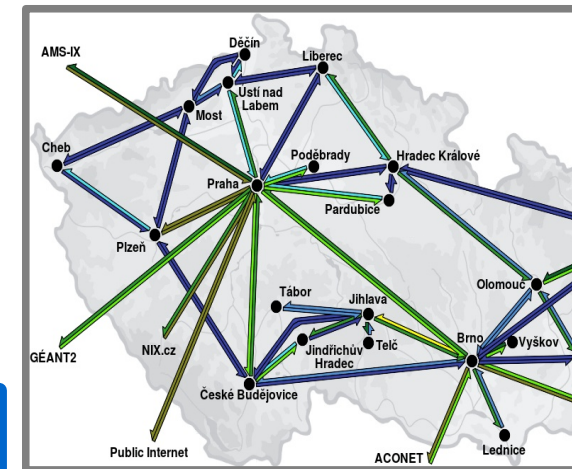 Děčín
AMS-IX
Liberec
Ústí nad
Labem
Most
Cheb
Poděbrady
Hradec Králové
Praha
Pardubice
Plzeň
Olomouc
Tábor
Jihlava
Brno
Vyškov
GÉANT2
NIX.cz
Jindřichův
Hradec
Telč
České Budějovice
Public Internet
Lednice
ACONET